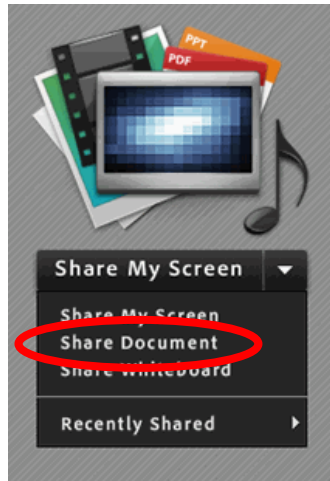 PPT
PDF
Share My Screen
Share My Screen
Share Document
Share Whiteboard
Recently Shared